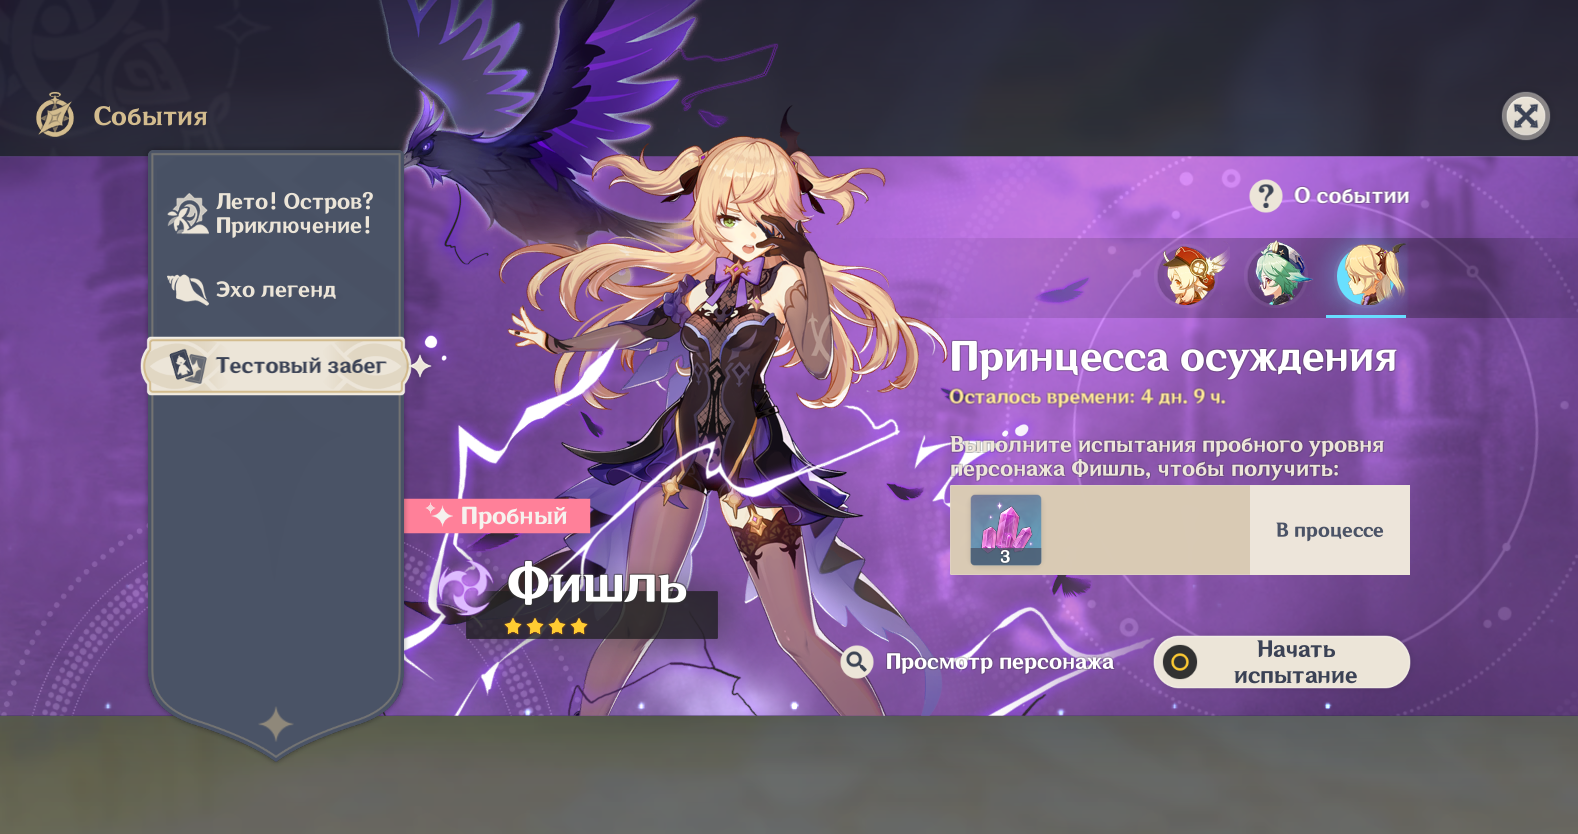 События
Лето! Остров?
Приключение!
Эхо легенд
Тестовый забег
Пробный
Фишль
О событии
Принцесса осуждения
Осталось времени: 4 дн. 9 ч.
Выполните испытания пробного уровня
персонажа Фишль, чтобы получить:
3
В процессе
Просмотр персонажа
Начать
испытание